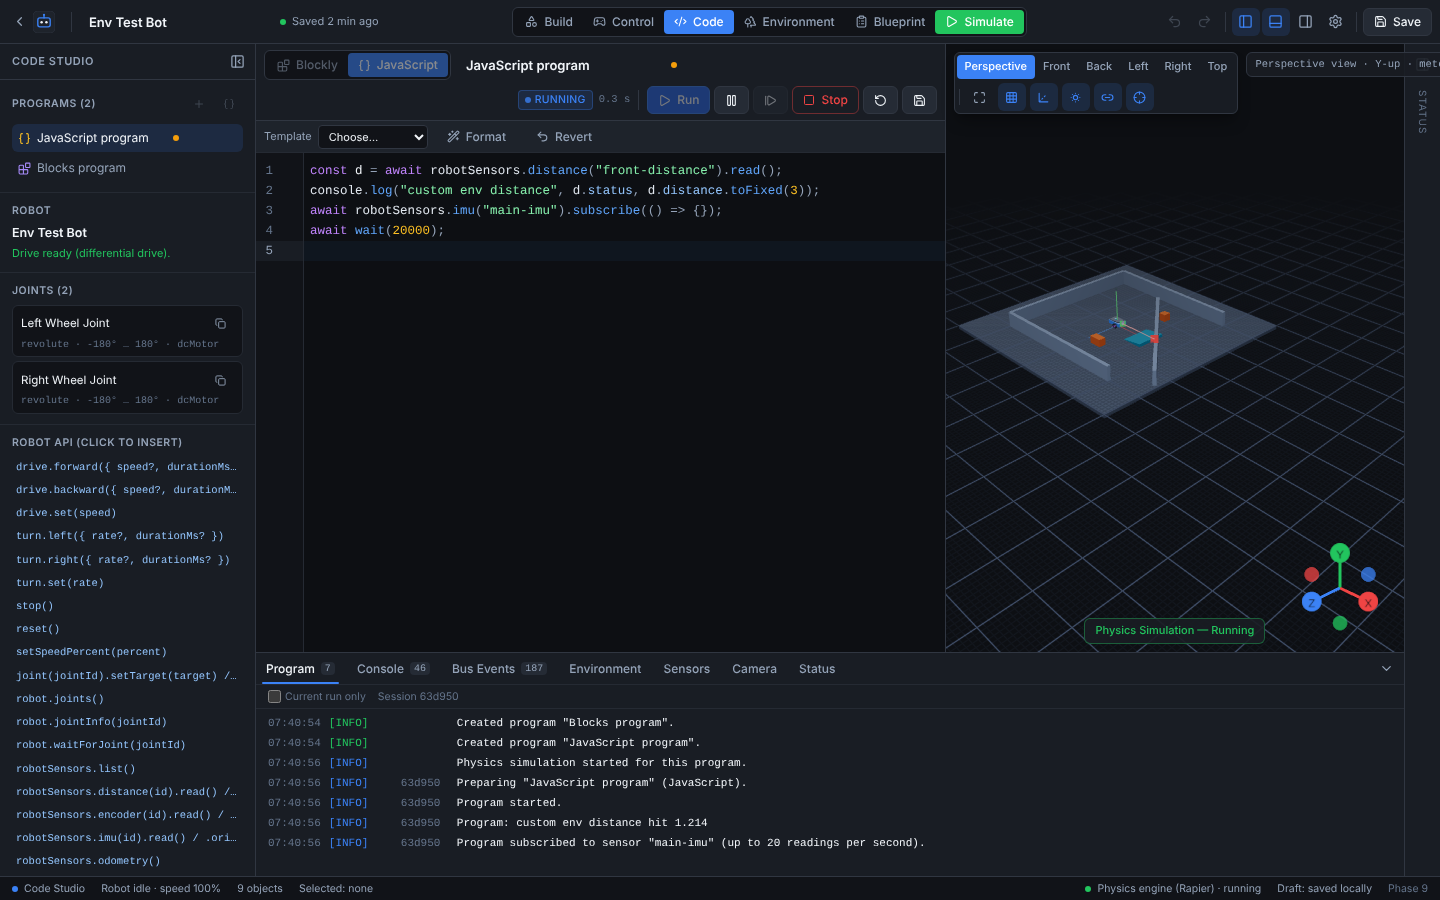 Env Test Bot
Saved 2 min ago
Build
Control
Code
Environment
Blueprint
Simulate
Save
CODE STUDIO
PROGRAMS (2)
JavaScript program
Blocks program
ROBOT
Env Test Bot
Drive ready (differential drive).
JOINTS (2)
Left Wheel Joint
revolute · -180° … 180° · dcMotor
Right Wheel Joint
revolute · -180° … 180° · dcMotor
ROBOT API (CLICK TO INSERT)
drive.forward({ speed?, durationMs…
drive.backward({ speed?, durationM…
drive.set(speed)
turn.left({ rate?, durationMs? })
turn.right({ rate?, durationMs? })
turn.set(rate)
stop()
reset()
setSpeedPercent(percent)
joint(jointId).setTarget(target) /…
robot.joints()
robot.jointInfo(jointId)
robot.waitForJoint(jointId)
robotSensors.list()
robotSensors.distance(id).read() /…
robotSensors.encoder(id).read() / …
robotSensors.imu(id).read() / .ori…
robotSensors.odometry()
Blockly
JavaScript
JavaScript program
RUNNING 0.3 s
Run
Stop
Template
Choose...
Format
Revert
1 const d = await robotSensors.distance("front-distance").read();
2 console.log("custom env distance", d.status, d.distance.toFixed(3));
3 await robotSensors.imu("main-imu").subscribe(() => {});
4 await wait(20000);
5
Perspective
Front
Back
Left
Right
Top
Perspective view · Y-up ·
STATUS
Y
Z
X
Physics Simulation — Running
Program 7
Console 46
Bus Events 187
Environment
Sensors
Camera
Status
Current run only
Session 63d950
07:40:54 [INFO] Created program "Blocks program".
07:40:54 [INFO] Created program "JavaScript program".
07:40:56 [INFO] Physics simulation started for this program.
07:40:56 [INFO] 63d950 Preparing "JavaScript program" (JavaScript).
07:40:56 [INFO] 63d950 Program started.
07:40:56 [INFO] 63d950 Program: custom env distance hit 1.214
07:40:56 [INFO] 63d950 Program subscribed to sensor "main-imu" (up to 20 readings per second).
Code Studio
Robot idle · speed 100%
9 objects
Selected: none
Physics engine (Rapier) · running
Draft: saved locally
Phase 9